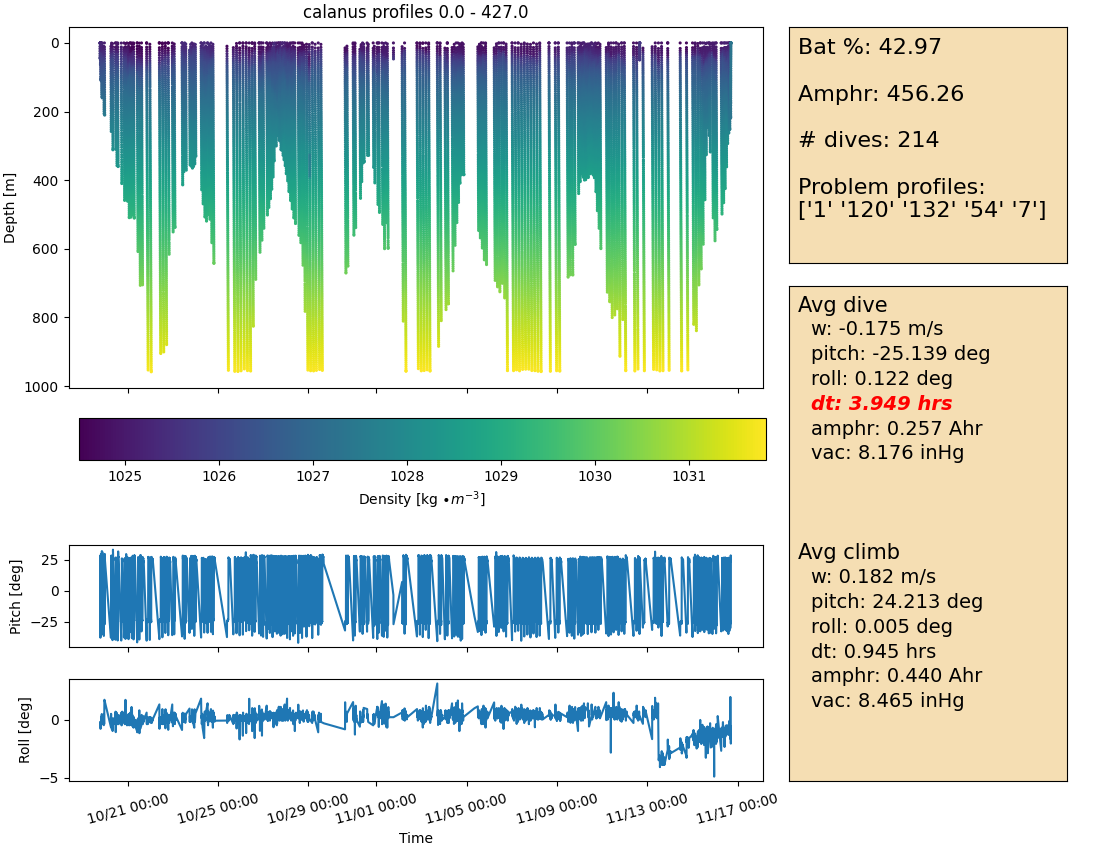 calanus profiles 0.0 - 427.0
0
200
400
600
800
1000
Depth [m]
1025
1026
1027
1028
1029
1030
1031
Density [kg •m⁻³]
25
0
−25
Pitch [deg]
0
−5
Roll [deg]
10/21 00:00
10/25 00:00
10/29 00:00
11/01 00:00
11/05 00:00
11/09 00:00
11/13 00:00
11/17 00:00
Time
Bat %: 42.97
Amphr: 456.26
# dives: 214
Problem profiles:
['1' '120' '132' '54' '7']
Avg dive
w: -0.175 m/s
pitch: -25.139 deg
roll: 0.122 deg
dt: 3.949 hrs
amphr: 0.257 Ahr
vac: 8.176 inHg
Avg climb
w: 0.182 m/s
pitch: 24.213 deg
roll: 0.005 deg
dt: 0.945 hrs
amphr: 0.440 Ahr
vac: 8.465 inHg